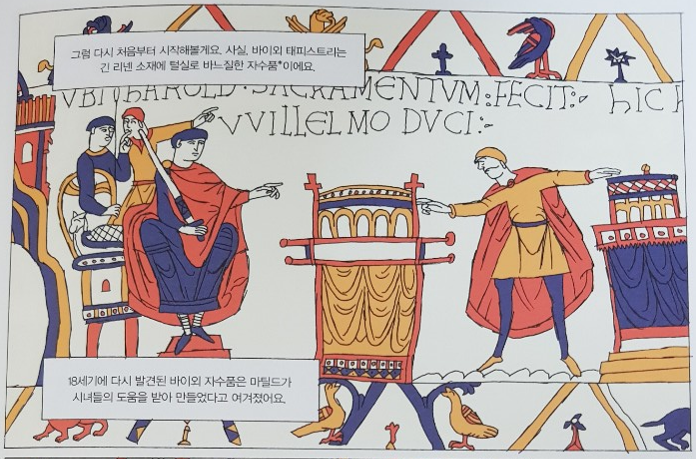 그럼 다시 처음부터 시작해볼게요. 사실, 바이외 태피스트리는
긴 리넨 소재에 털실로 바느질한 자수품*이에요.
VBI HAROLD·SACRAMENTVM:FECIT:
HIC
VVILLELMO DVCI:
18세기에 다시 발견된 바이외 자수품은 마틸드가
시녀들의 도움을 받아 만들었다고 여겨졌어요.